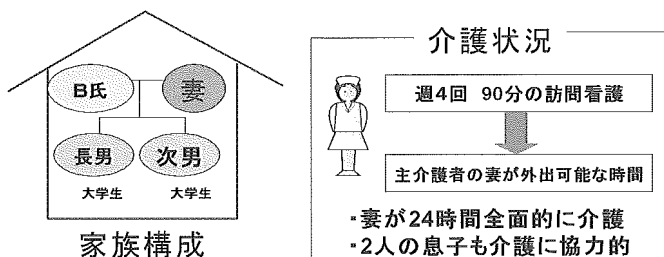 B氏
妻
長男
次男
大学生
大学生
家族構成
介護状況
週4回 90分の訪問看護
主介護者の妻が外出可能な時間
・妻が24時間全面的に介護
・2人の息子も介護に協力的